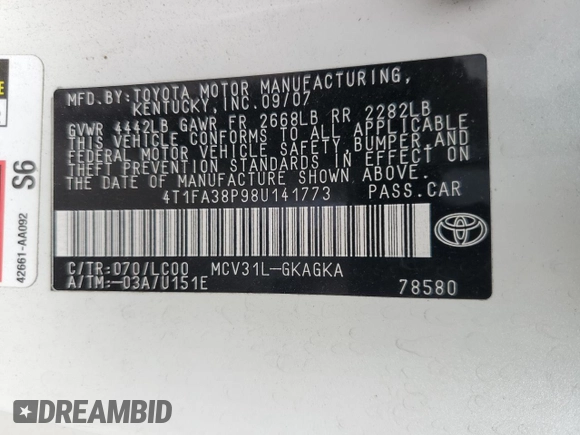 MFD.BY:TOYOTA MOTOR MANUFACTURING,
KENTUCKY,INC.09/07
GVWR 4442LB GAWR FR 2668LB RR 2282LB
THIS VEHICLE CONFORMS TO ALL APPLICABLE
FEDERAL MOTOR VEHICLE SAFETY,BUMPER,AND
THEFT PREVENTION STANDARDS IN EFFECT ON
THE DATE OF MANUFACTURE SHOWN ABOVE.
4T1FA38P98U141773 PASS.CAR
C/TR:070/LC00 MCV31L-GKAGKA
A/TM:-03A/U151E
78580
TOYOTA
S6
42661-AA092
DREAMBID